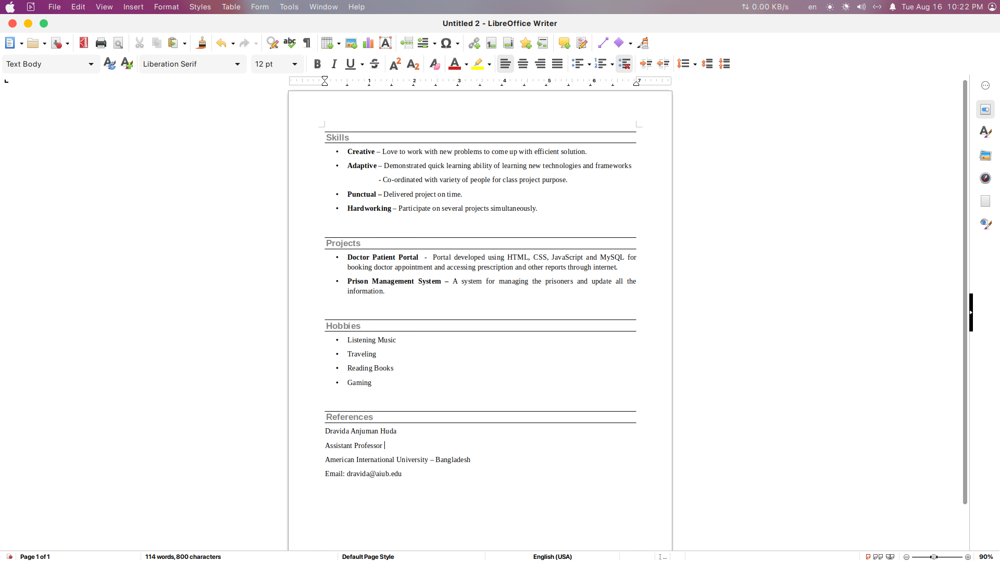 File Edit View Insert Format Styles Table Form Tools Window Help 0.00 KB/s en Tue Aug 16 10:22 PM
Untitled 2 - LibreOffice Writer
Text Body Liberation Serif 12 pt
1 2 3 4 5 6 7
Skills
• Creative – Love to work with new problems to come up with efficient solution.
• Adaptive – Demonstrated quick learning ability of learning new technologies and frameworks
- Co-ordinated with variety of people for class project purpose.
• Punctual – Delivered project on time.
• Hardworking – Participate on several projects simultaneously.
Projects
• Doctor Patient Portal - Portal developed using HTML, CSS, JavaScript and MySQL for
booking doctor appointment and accessing prescription and other reports through internet.
• Prison Management System – A system for managing the prisoners and update all the
information.
Hobbies
• Listening Music
• Traveling
• Reading Books
• Gaming
References
Dravida Anjuman Huda
Assistant Professor
American International University – Bangladesh
Email: dravida@aiub.edu
Page 1 of 1 114 words, 800 characters Default Page Style English (USA) 90%